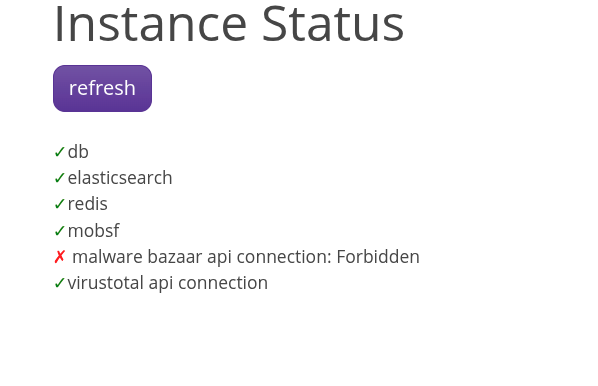 Instance Status
refresh
✓db
✓elasticsearch
✓redis
✓mobsf
✗ malware bazaar api connection: Forbidden
✓virustotal api connection